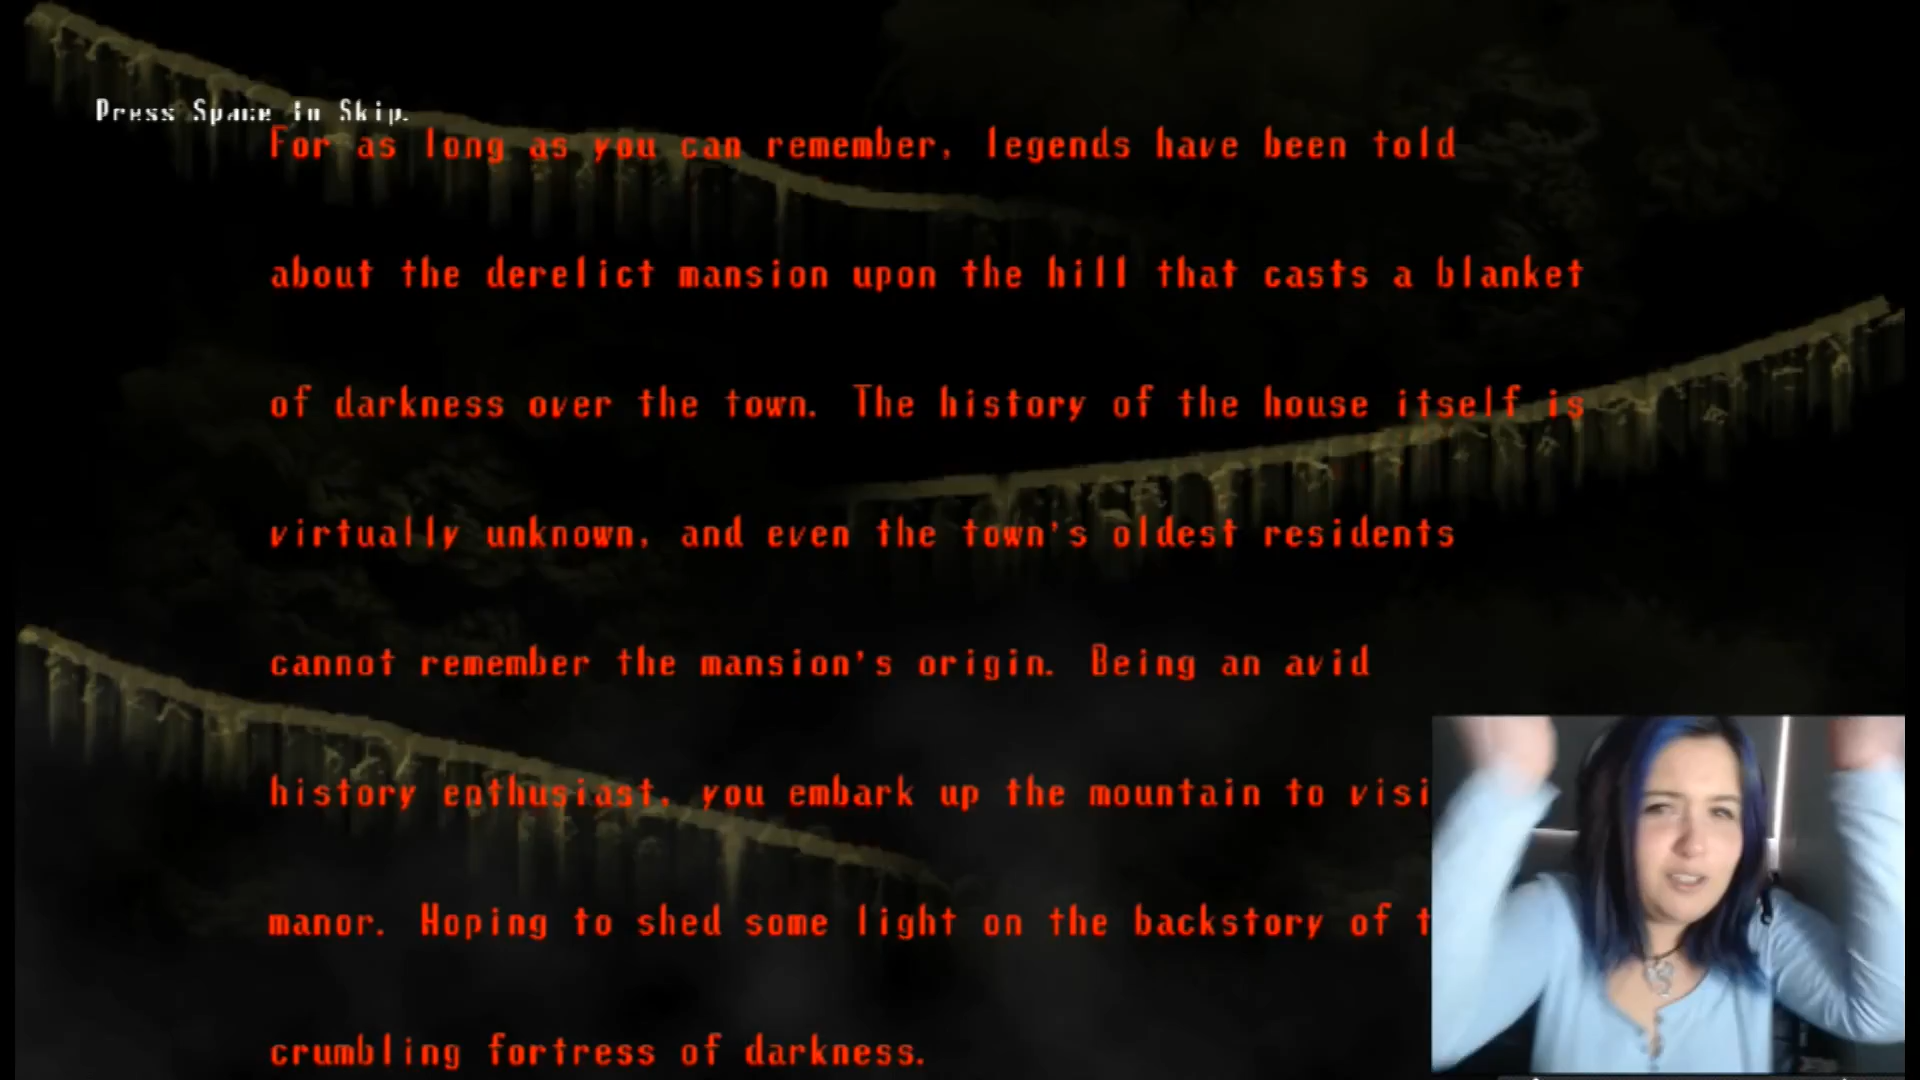 Press Space to Skip.
For as long as you can remember, legends have been told
about the derelict mansion upon the hill that casts a blanket
of darkness over the town. The history of the house itself is
virtually unknown, and even the town's oldest residents
cannot remember the mansion's origin. Being an avid
history enthusiast, you embark up the mountain to visi
manor. Hoping to shed some light on the backstory of t
crumbling fortress of darkness.